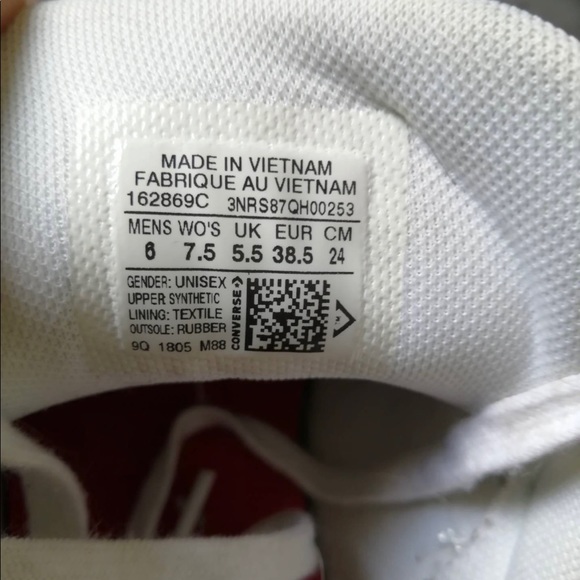 MADE IN VIETNAM
FABRIQUE AU VIETNAM
162869C 3NRS87QH00253
MENS WO'S UK EUR CM
6 7.5 5.5 38.5 24
GENDER: UNISEX
UPPER SYNTHETIC
LINING: TEXTILE
OUTSOLE: RUBBER
9Q 1805 M88
CONVERSE